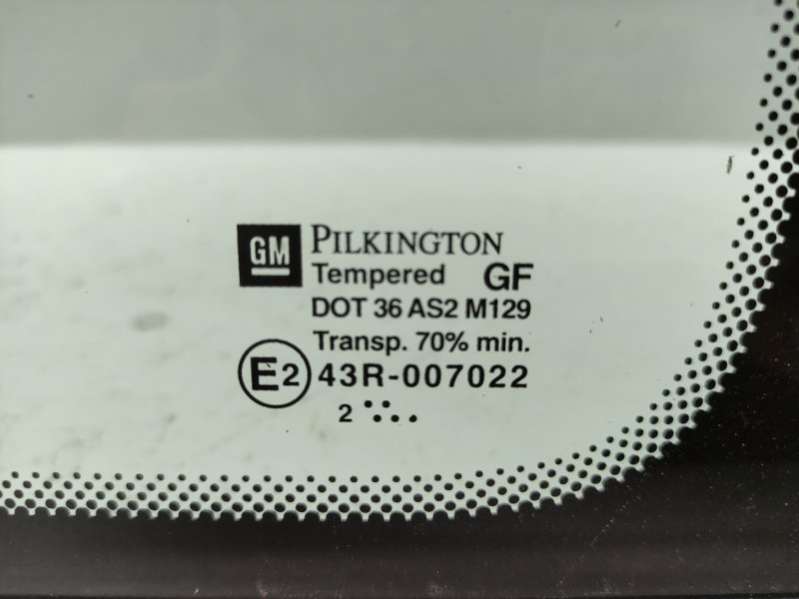 GM PILKINGTON
Tempered GF
DOT 36 AS2 M129
Transp. 70% min.
E2 43R-007022
2